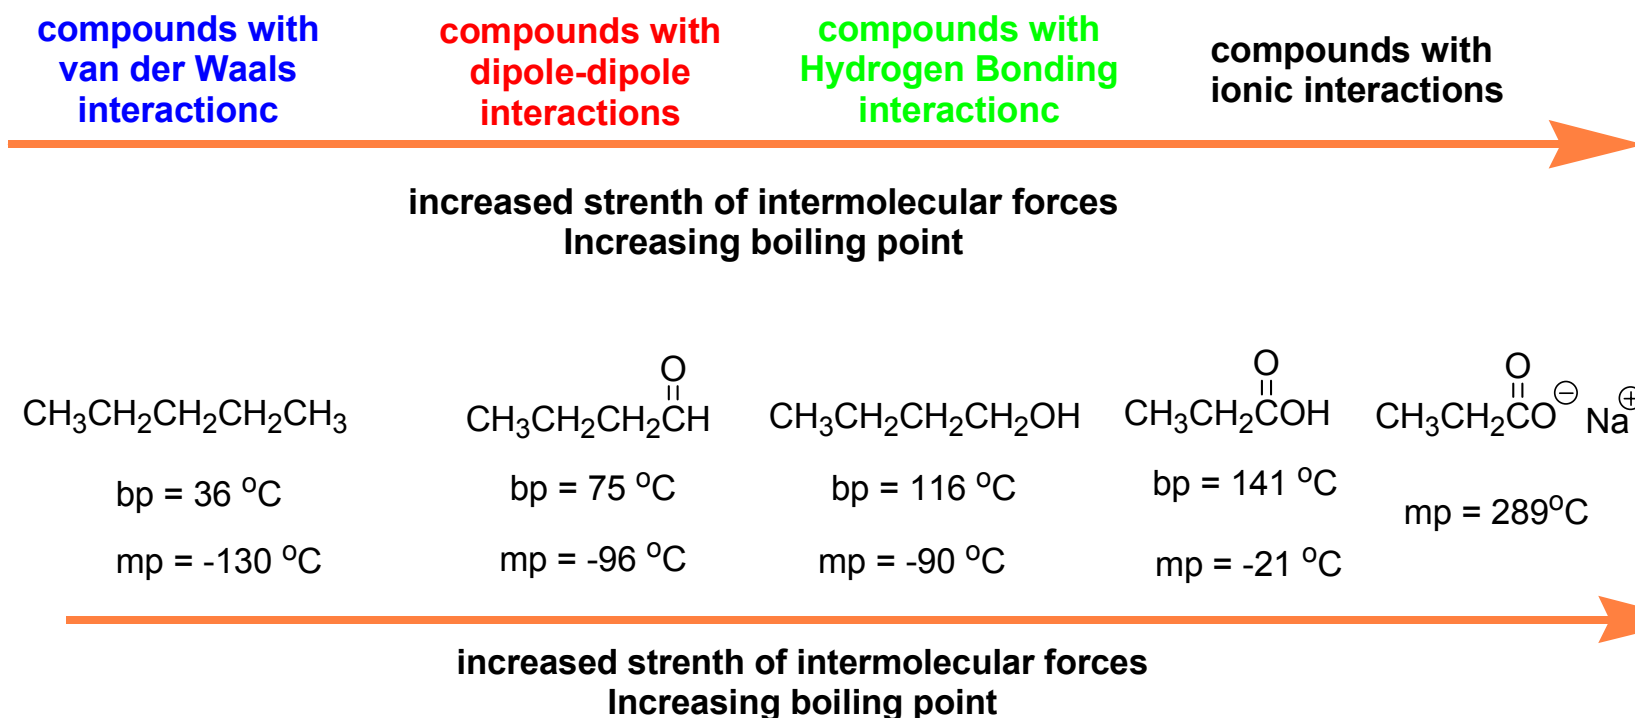 compounds with
van der Waals
interactionc
compounds with
dipole-dipole
interactions
compounds with
Hydrogen Bonding
interactionc
compounds with
ionic interactions
increased strenth of intermolecular forces
Increasing boiling point
O
CH₃CH₂CH₂CH₂CH₃
bp = 36 ºC
mp = -130 ºC
CH₃CH₂CH₂CH
bp = 75 ºC
mp = -96 ºC
CH₃CH₂CH₂CH₂OH
bp = 116 ºC
mp = -90 ºC
O
CH₃CH₂COH
bp = 141 ºC
mp = -21 ºC
O
CH₃CH₂CO⊖ Na⊕
mp = 289ºC
increased strenth of intermolecular forces
Increasing boiling point